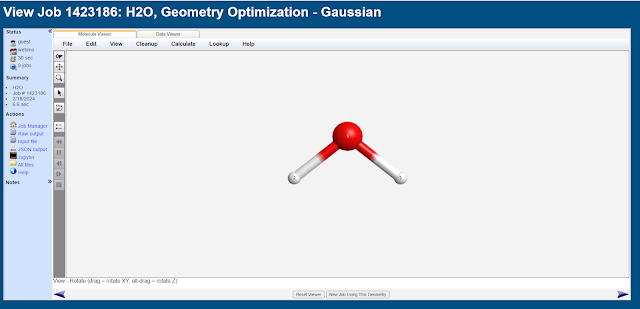 View Job 1423186: H2O, Geometry Optimization - Gaussian
Status «
guest
webmo
30 sec
9 jobs
Summary
H2O
Job # 1423186
2/18/2024
6.6 sec
Actions
Job Manager
Raw output
Input file
JSON output
Jupyter
All files
Help
Notes »
Molecule Viewer Data Viewer
File Edit View Cleanup Calculate Lookup Help
View - Rotate (drag = rotate XY, alt-drag = rotate Z)
Reset Viewer New Job Using This Geometry